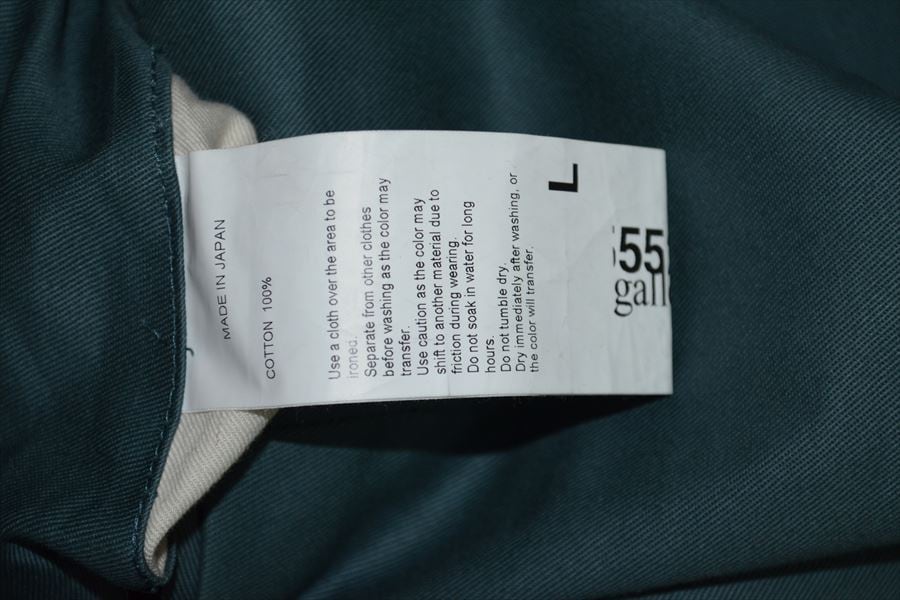 MADE IN JAPAN
COTTON 100%
Use a cloth over the area to be
ironed.
Separate from other clothes
before washing as the color may
transfer.
Use caution as the color may
shift to another material due to
friction during wearing.
Do not soak in water for long
hours.
Do not tumble dry.
Dry immediately after washing, or
the color will transfer.
L
55